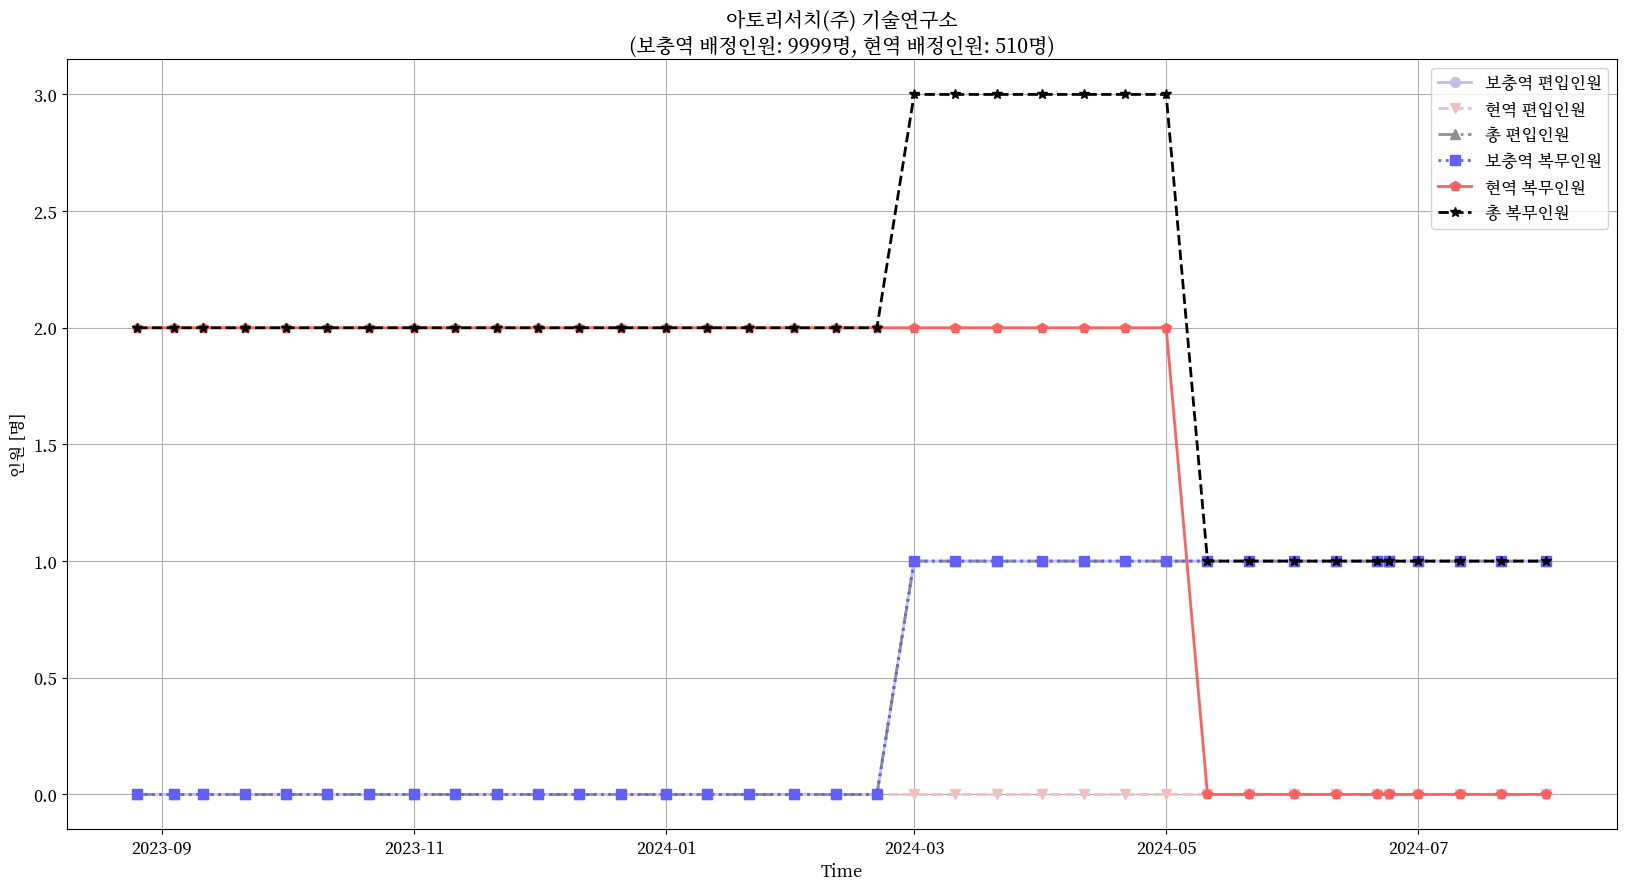 아토리서치(주) 기술연구소
(보충역 배정인원: 9999명, 현역 배정인원: 510명)
3.0
2.5
2.0
1.5
1.0
0.5
0.0
인원 [명]
보충역 편입인원
현역 편입인원
총 편입인원
보충역 복무인원
현역 복무인원
총 복무인원
2023-09
2023-11
2024-01
2024-03
2024-05
2024-07
Time